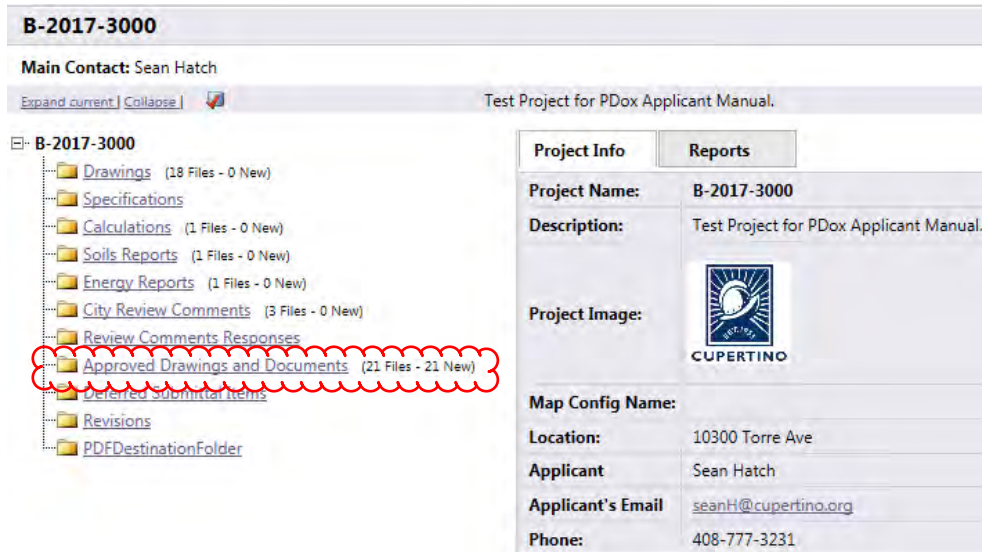 B-2017-3000
Main Contact: Sean Hatch
Expand current | Collapse |
Test Project for PDox Applicant Manual.
B-2017-3000
Drawings (18 Files - 0 New)
Specifications
Calculations (1 Files - 0 New)
Soils Reports (1 Files - 0 New)
Energy Reports (1 Files - 0 New)
City Review Comments (3 Files - 0 New)
Review Comments Responses
Approved Drawings and Documents (21 Files - 21 New)
Deferred Submittal Items
Revisions
PDFDestinationFolder
Project Info Reports
Project Name: B-2017-3000
Description: Test Project for PDox Applicant Manual.
Project Image:
EST. 1955
CUPERTINO
Map Config Name:
Location: 10300 Torre Ave
Applicant Sean Hatch
Applicant's Email seanH@cupertino.org
Phone: 408-777-3231